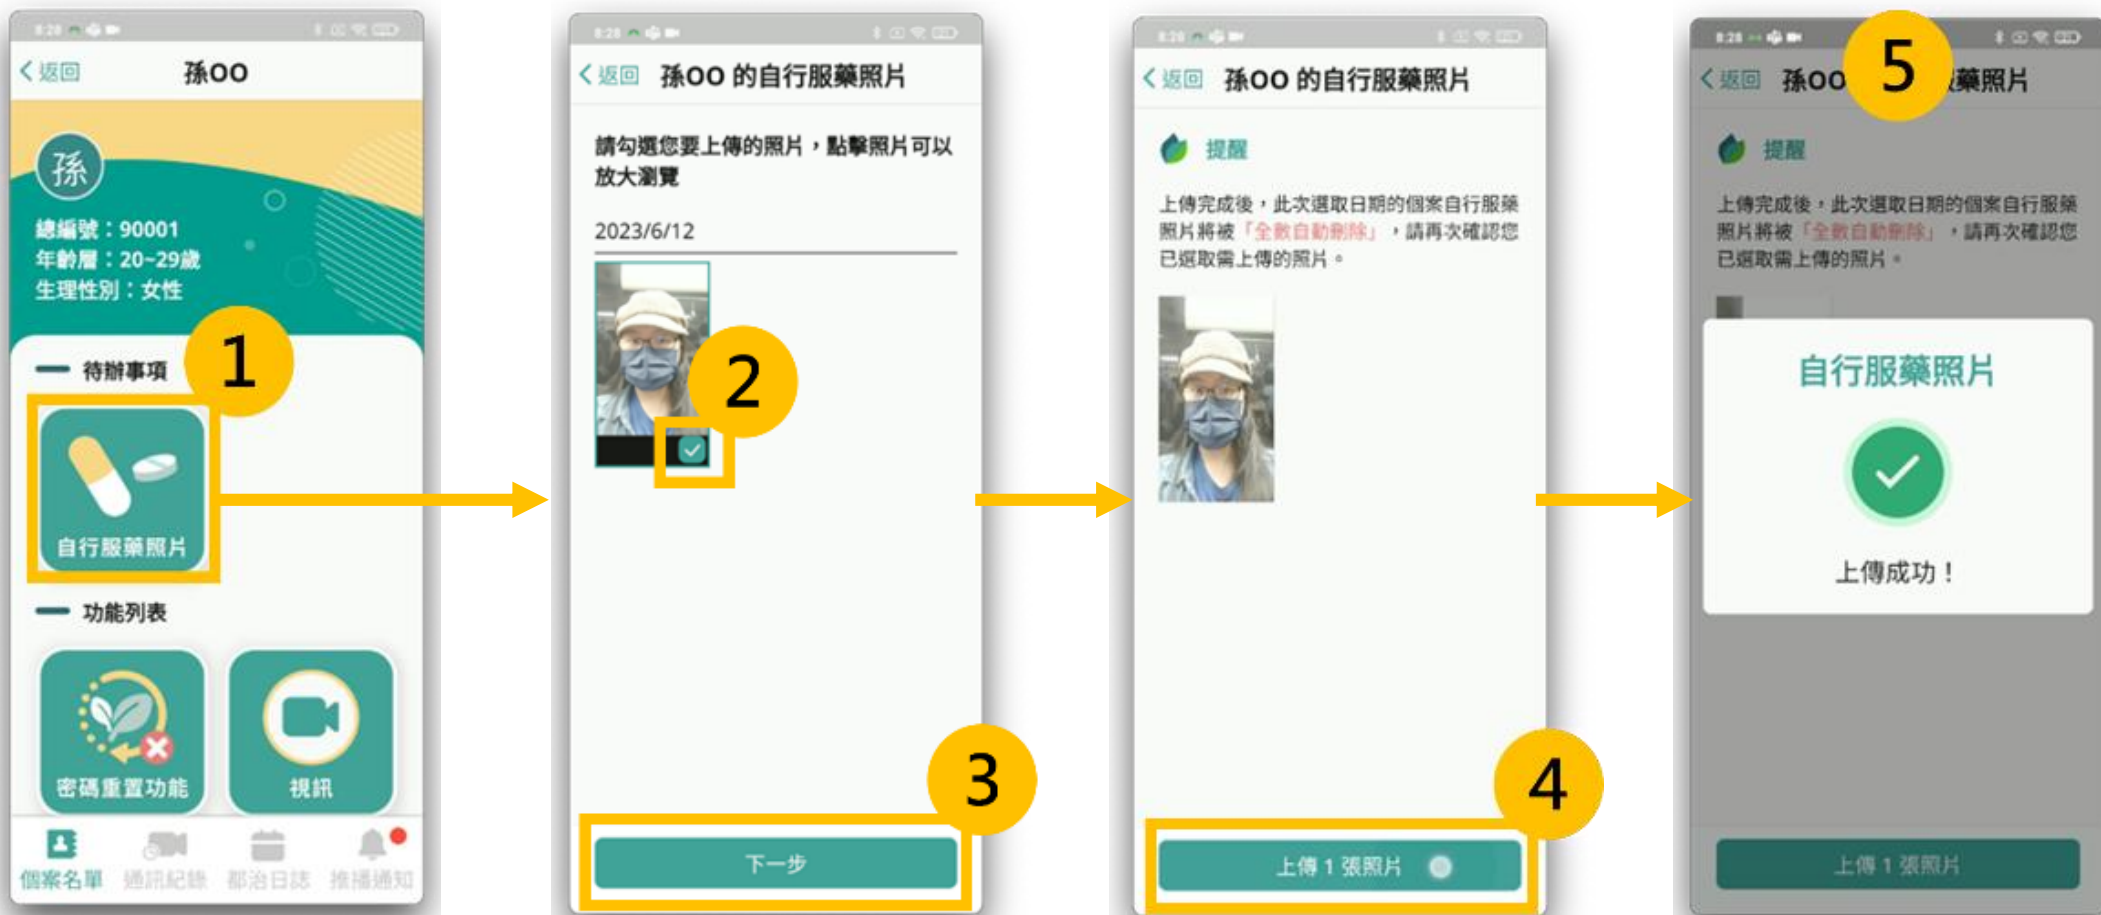 8:28
返回
孫OO
孫
總編號：90001
年齡層：20~29歲
生理性別：女性
待辦事項
1
自行服藥照片
功能列表
密碼重置功能
視訊
個案名單
通訊紀錄
都治日誌
推播通知
8:28
返回
孫OO 的自行服藥照片
請勾選您要上傳的照片，點擊照片可以
放大瀏覽
2023/6/12
2
3
下一步
8:28
返回
孫OO 的自行服藥照片
提醒
上傳完成後，此次選取日期的個案自行服藥
照片將被「全數自動刪除」，請再次確認您
已選取需上傳的照片。
4
上傳 1 張照片
8:28
5
返回
孫OO
藥照片
提醒
上傳完成後，此次選取日期的個案自行服藥
照片將被「全數自動刪除」，請再次確認您
已選取需上傳的照片。
自行服藥照片
上傳成功！
上傳 1 張照片